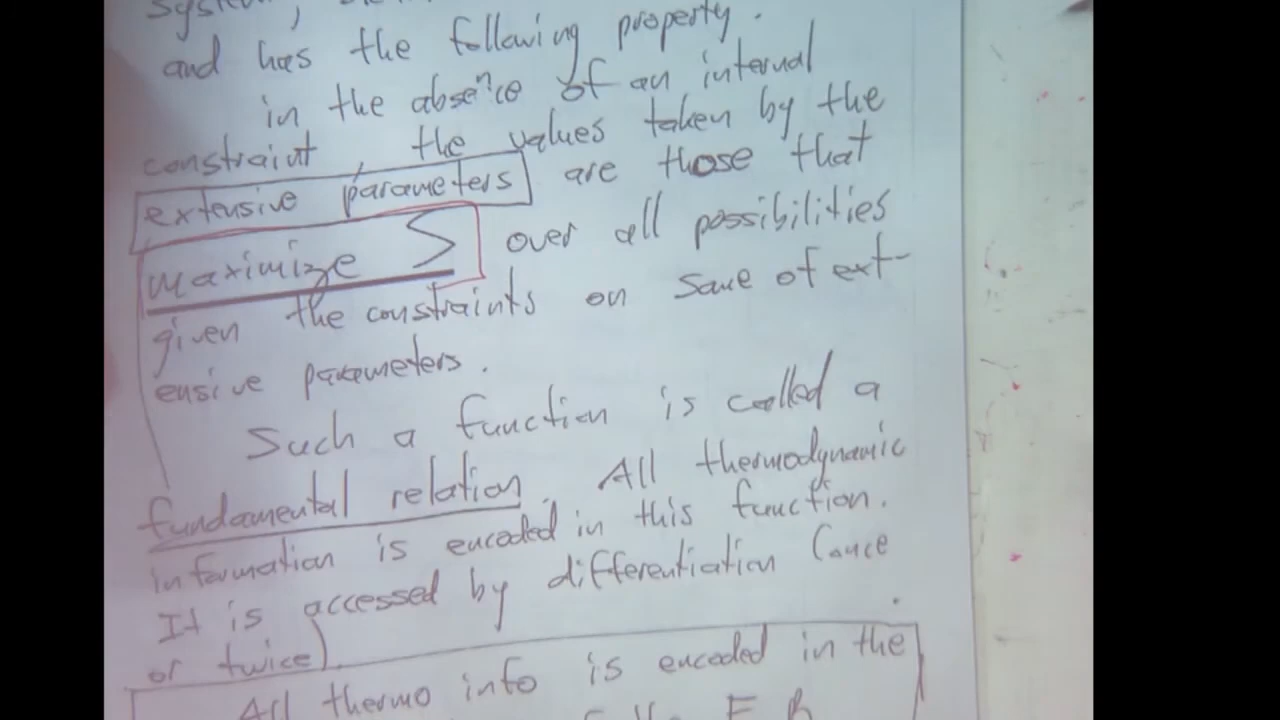 and has the following property.
in the absence of an internal
constraint, the values taken by the
extensive parameters are those that
maximize S over all possibilities
given the constraints on some of ext-
ensive parameters.
Such a function is called a
fundamental relation. All thermodynamic
information is encoded in this function.
It is accessed by differentiation (once
or twice).
All thermo info is encoded in the
F R